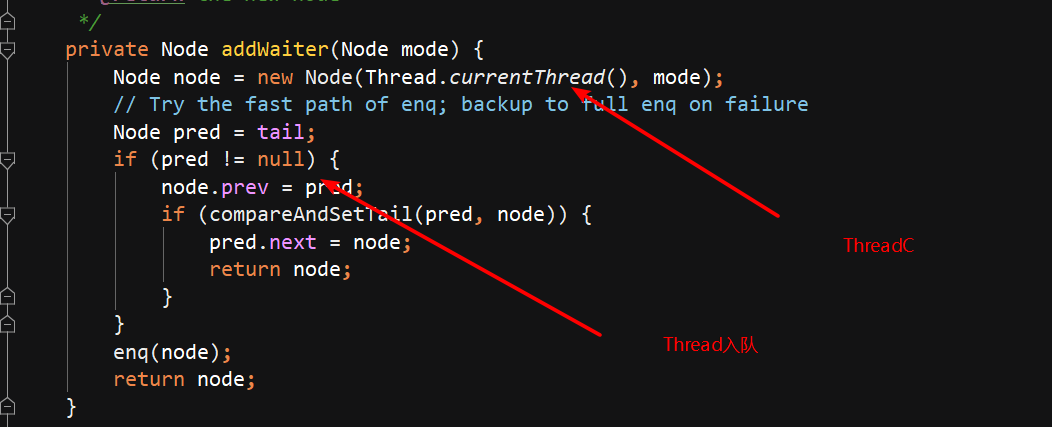 */
private Node addWaiter(Node mode) {
Node node = new Node(Thread.currentThread(), mode);
// Try the fast path of enq; backup to full enq on failure
Node pred = tail;
if (pred != null) {
node.prev = pred;
if (compareAndSetTail(pred, node)) {
pred.next = node;
ThreadC
return node;
}
}
Thread入队
enq(node);
return node;
}